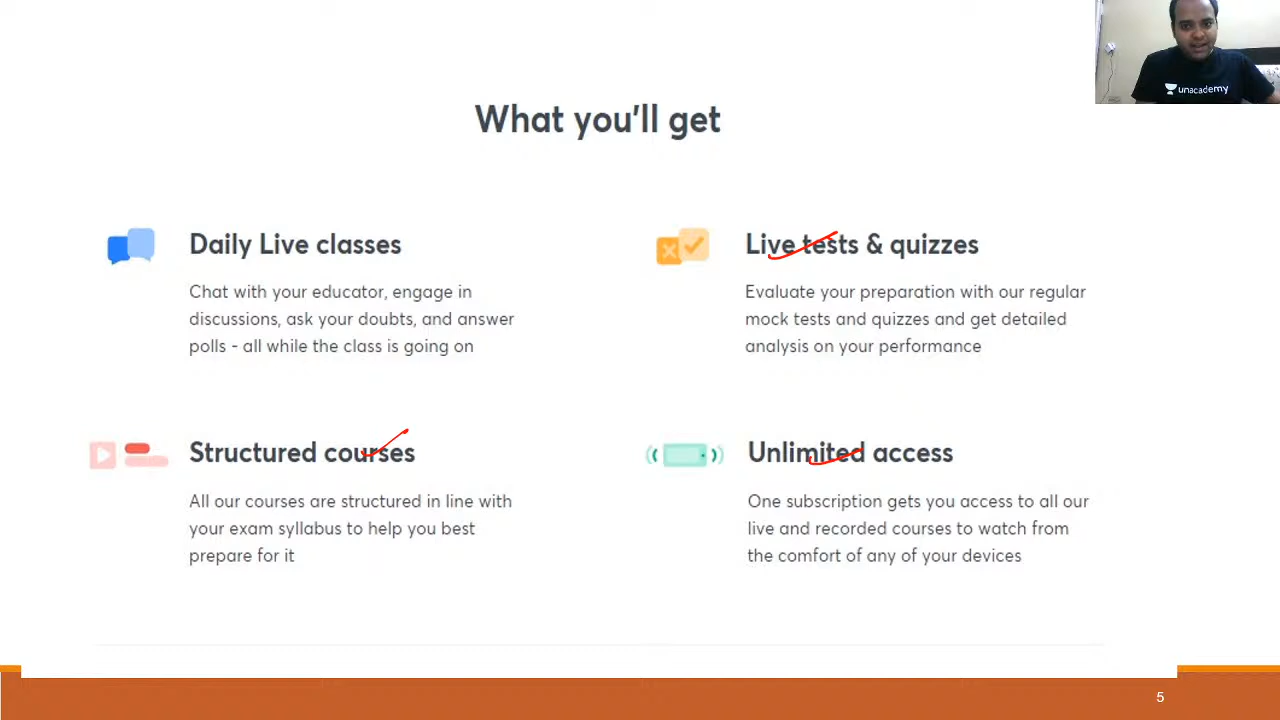 unacademy
What you'll get
Daily Live classes
Chat with your educator, engage in
discussions, ask your doubts, and answer
polls - all while the class is going on
Live tests & quizzes
Evaluate your preparation with our regular
mock tests and quizzes and get detailed
analysis on your performance
Structured courses
All our courses are structured in line with
your exam syllabus to help you best
prepare for it
Unlimited access
One subscription gets you access to all our
live and recorded courses to watch from
the comfort of any of your devices
5